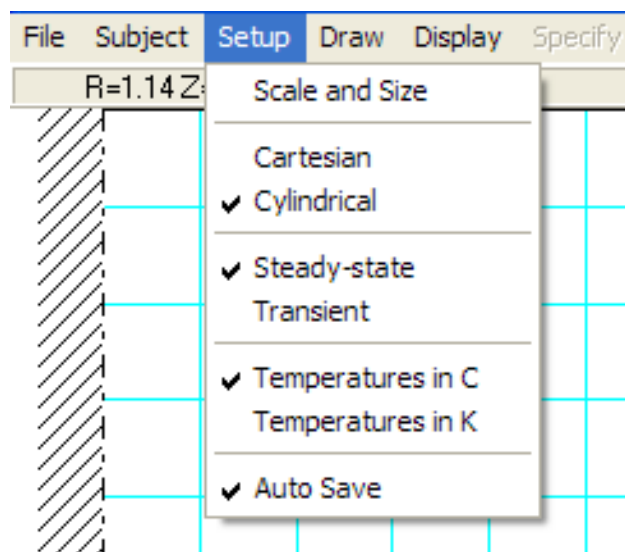 File Subject Setup Draw Display Specify
R=1.14 Z
Scale and Size
Cartesian
Cylindrical
Steady-state
Transient
Temperatures in C
Temperatures in K
Auto Save